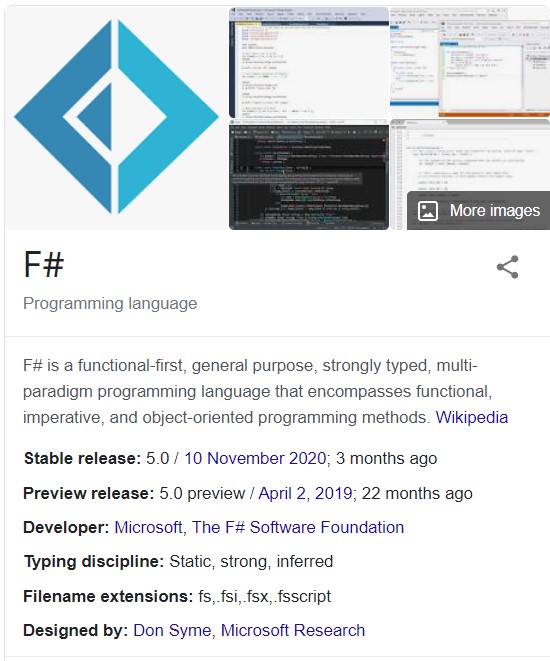 More images
F#
Programming language
F# is a functional-first, general purpose, strongly typed, multi-
paradigm programming language that encompasses functional,
imperative, and object-oriented programming methods. Wikipedia
Stable release: 5.0 / 10 November 2020; 3 months ago
Preview release: 5.0 preview / April 2, 2019; 22 months ago
Developer: Microsoft, The F# Software Foundation
Typing discipline: Static, strong, inferred
Filename extensions: fs,.fsi,.fsx,.fsscript
Designed by: Don Syme, Microsoft Research